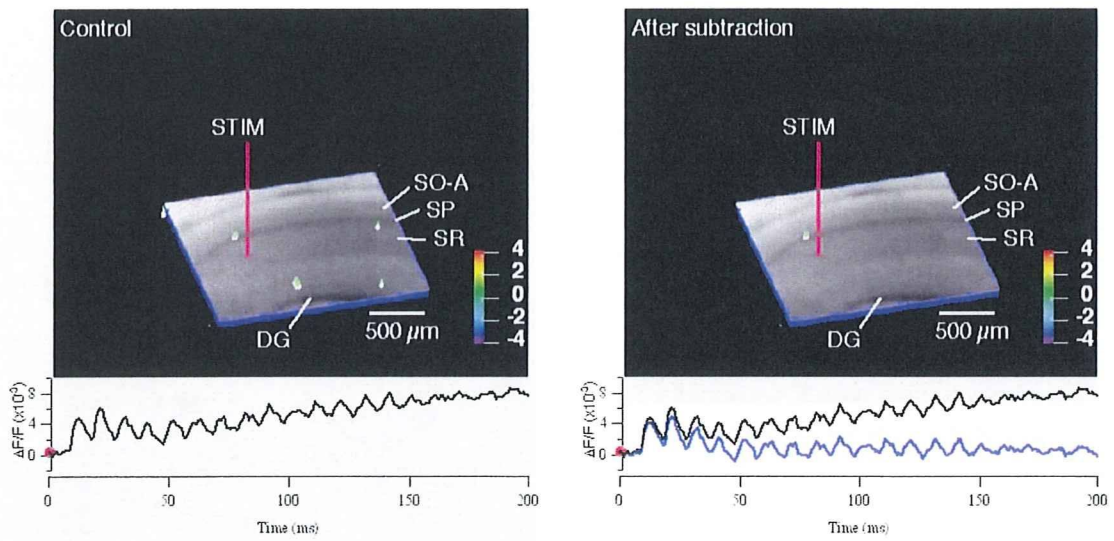 Control
STIM
SO-A
SP
SR
DG
500 µm
4
2
0
-2
-4
ΔF/F (x10⁻³)
8
4
0
0 50 100 150 200
Time (ms)
After subtraction
STIM
SO-A
SP
SR
DG
500 µm
4
2
0
-2
-4
ΔF/F (x10⁻³)
8
4
0
0 50 100 150 200
Time (ms)